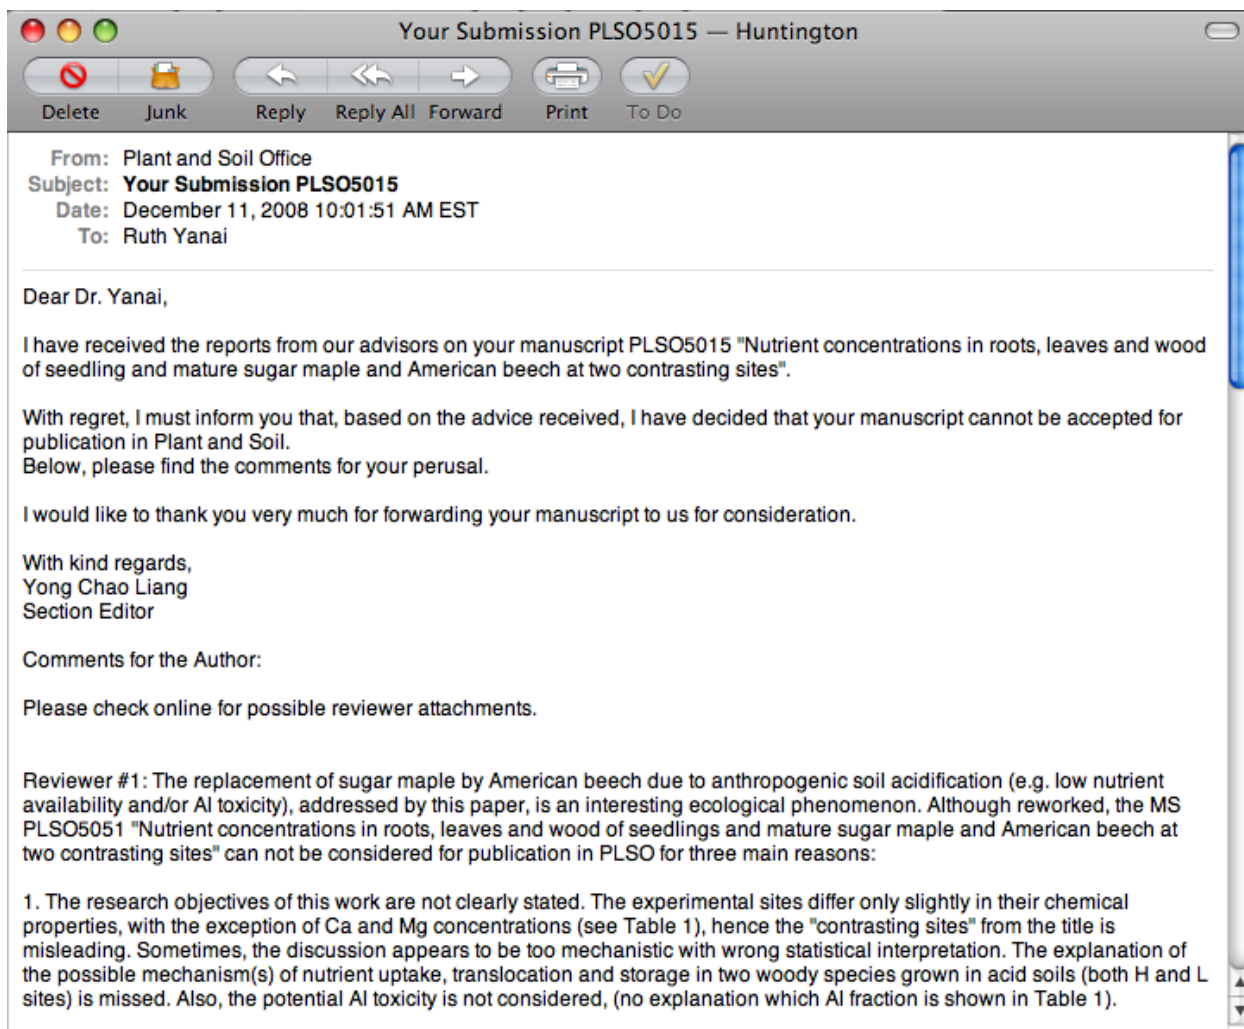 Your Submission PLSO5015 — Huntington
Delete Junk Reply Reply All Forward Print To Do
From: Plant and Soil Office
Subject: Your Submission PLSO5015
Date: December 11, 2008 10:01:51 AM EST
To: Ruth Yanai
Dear Dr. Yanai,
I have received the reports from our advisors on your manuscript PLSO5015 "Nutrient concentrations in roots, leaves and wood
of seedling and mature sugar maple and American beech at two contrasting sites".
With regret, I must inform you that, based on the advice received, I have decided that your manuscript cannot be accepted for
publication in Plant and Soil.
Below, please find the comments for your perusal.
I would like to thank you very much for forwarding your manuscript to us for consideration.
With kind regards,
Yong Chao Liang
Section Editor
Comments for the Author:
Please check online for possible reviewer attachments.
Reviewer #1: The replacement of sugar maple by American beech due to anthropogenic soil acidification (e.g. low nutrient
availability and/or Al toxicity), addressed by this paper, is an interesting ecological phenomenon. Although reworked, the MS
PLSO5051 "Nutrient concentrations in roots, leaves and wood of seedlings and mature sugar maple and American beech at
two contrasting sites" can not be considered for publication in PLSO for three main reasons:
1. The research objectives of this work are not clearly stated. The experimental sites differ only slightly in their chemical
properties, with the exception of Ca and Mg concentrations (see Table 1), hence the "contrasting sites" from the title is
misleading. Sometimes, the discussion appears to be too mechanistic with wrong statistical interpretation. The explanation of
the possible mechanism(s) of nutrient uptake, translocation and storage in two woody species grown in acid soils (both H and L
sites) is missed. Also, the potential Al toxicity is not considered, (no explanation which Al fraction is shown in Table 1).